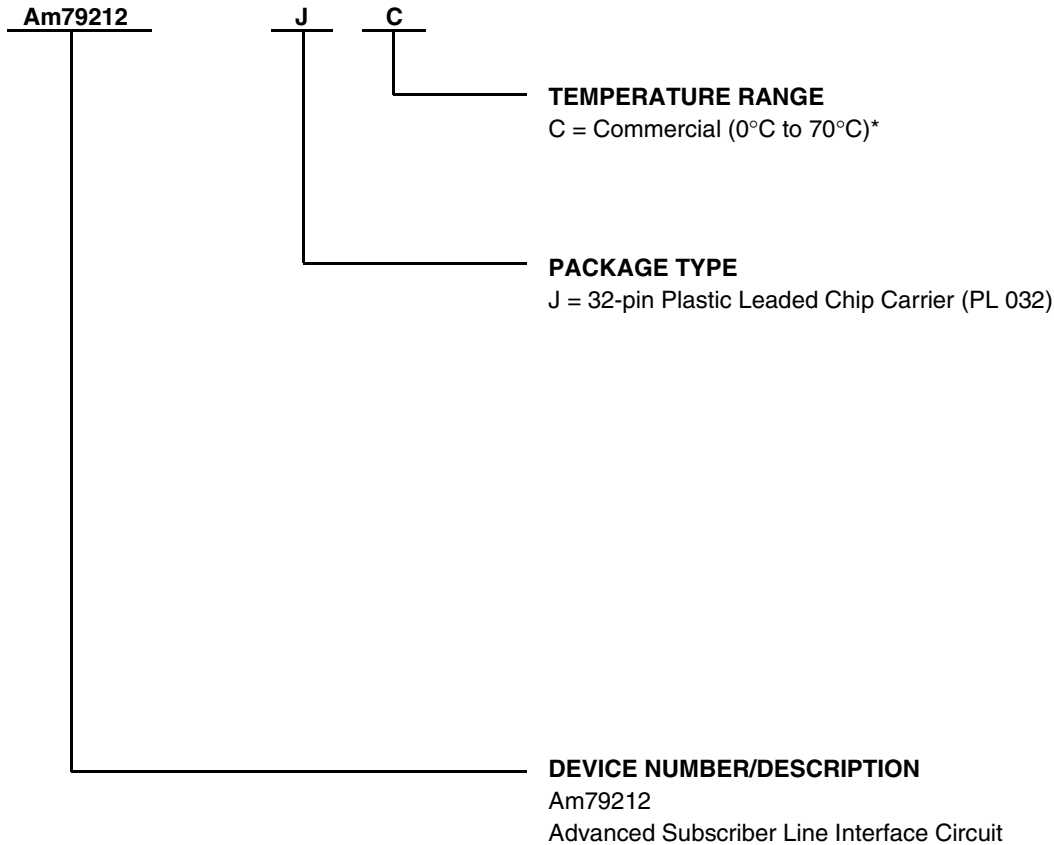 Am79212 J C
TEMPERATURE RANGE
C = Commercial (0°C to 70°C)*
PACKAGE TYPE
J = 32-pin Plastic Leaded Chip Carrier (PL 032)
DEVICE NUMBER/DESCRIPTION
Am79212
Advanced Subscriber Line Interface Circuit